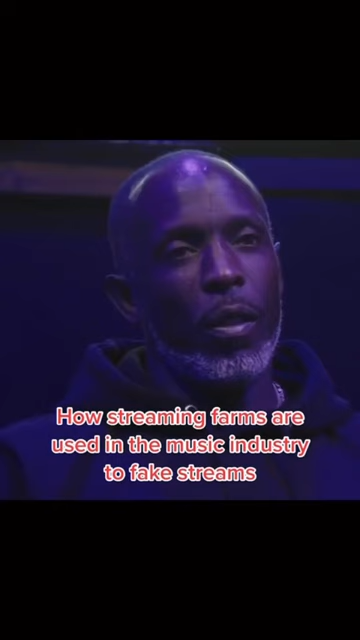 How streaming farms are
used in the music industry
to fake streams